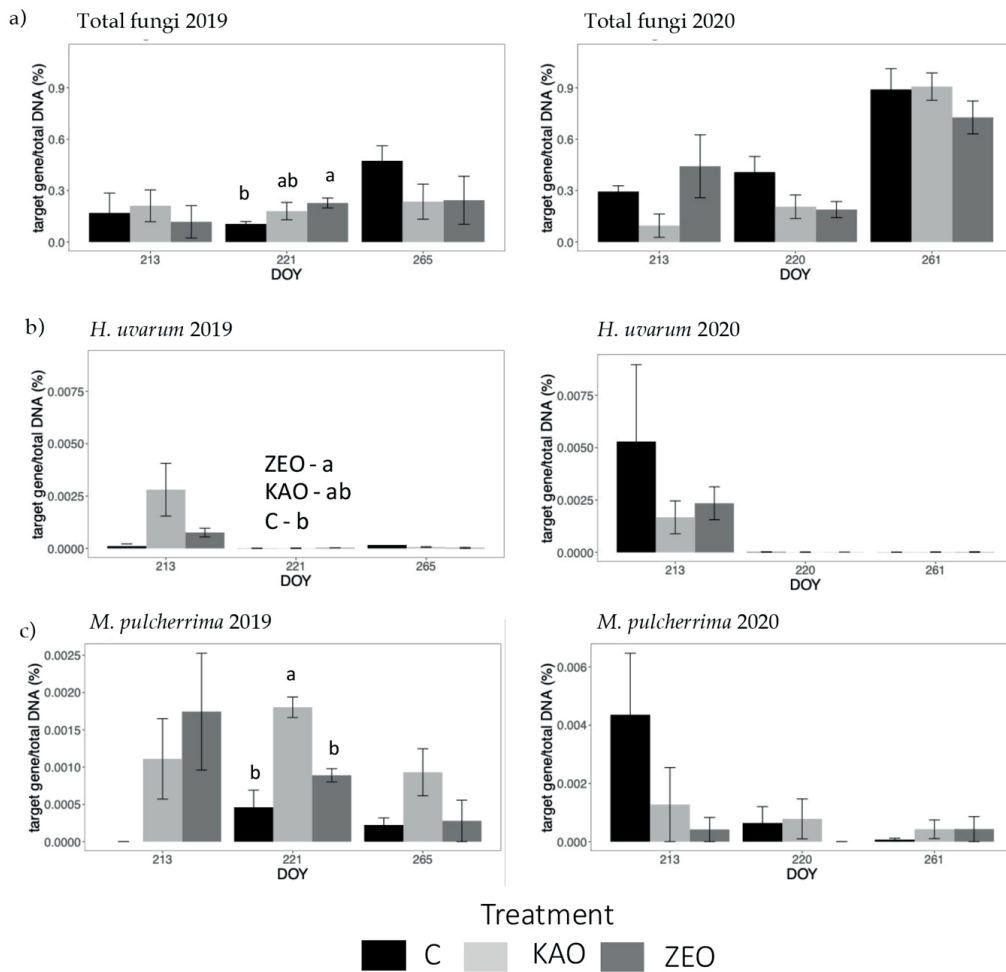 a)
Total fungi 2019
Total fungi 2020
target gene/total DNA (%)
0.9
0.6
0.3
0.0
b
ab
a
213
221
265
DOY
target gene/total DNA (%)
0.9
0.6
0.3
0.0
213
220
261
DOY
b)
H. uvarum 2019
H. uvarum 2020
target gene/total DNA (%)
0.0075
0.0050
0.0025
0.0000
ZEO - a
KAO - ab
C - b
213
221
265
DOY
target gene/total DNA (%)
0.0075
0.0050
0.0025
0.0000
213
220
261
DOY
c)
M. pulcherrima 2019
M. pulcherrima 2020
target gene/total DNA (%)
0.0025
0.0020
0.0015
0.0010
0.0005
0.0000
b
a
b
213
221
265
DOY
target gene/total DNA (%)
0.006
0.004
0.002
0.000
213
220
261
DOY
Treatment
C KAO ZEO